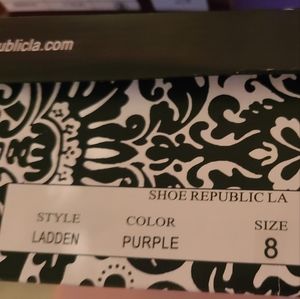 ublicla.com
SHOE REPUBLIC LA
STYLE COLOR SIZE
LADDEN PURPLE 8